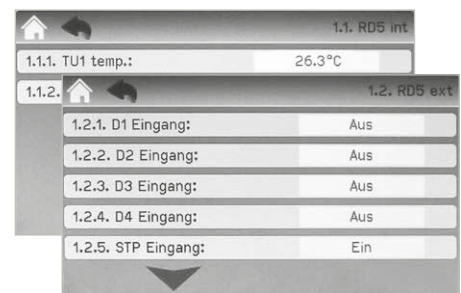 1.1. RD5 int
1.1.1. TU1 temp.: 26.3°C
1.1.2.
1.2. RD5 ext
1.2.1. D1 Eingang: Aus
1.2.2. D2 Eingang: Aus
1.2.3. D3 Eingang: Aus
1.2.4. D4 Eingang: Aus
1.2.5. STP Eingang: Ein